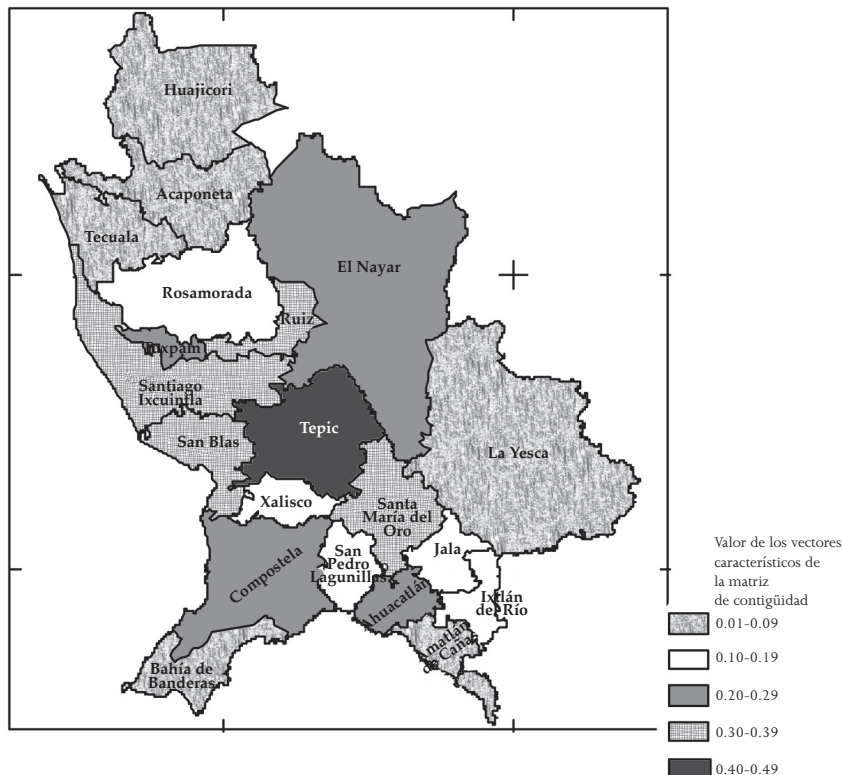 Huajicori
Acaponeta
Tecuala
El Nayar
Rosamorada
Ruiz
Tuxpam
Santiago
Ixcuinfla
Tepic
San Blas
La Yesca
Xalisco
Santa
María del
Oro
San
Pedro
Lagunillas
Jala
Compostela
Ahuacatlán
Ixtlán
del Río
Amatlán
de Cañas
Bahía de
Banderas
Valor de los vectores
característicos de
la matriz
de contigüidad
0.01-0.09
0.10-0.19
0.20-0.29
0.30-0.39
0.40-0.49